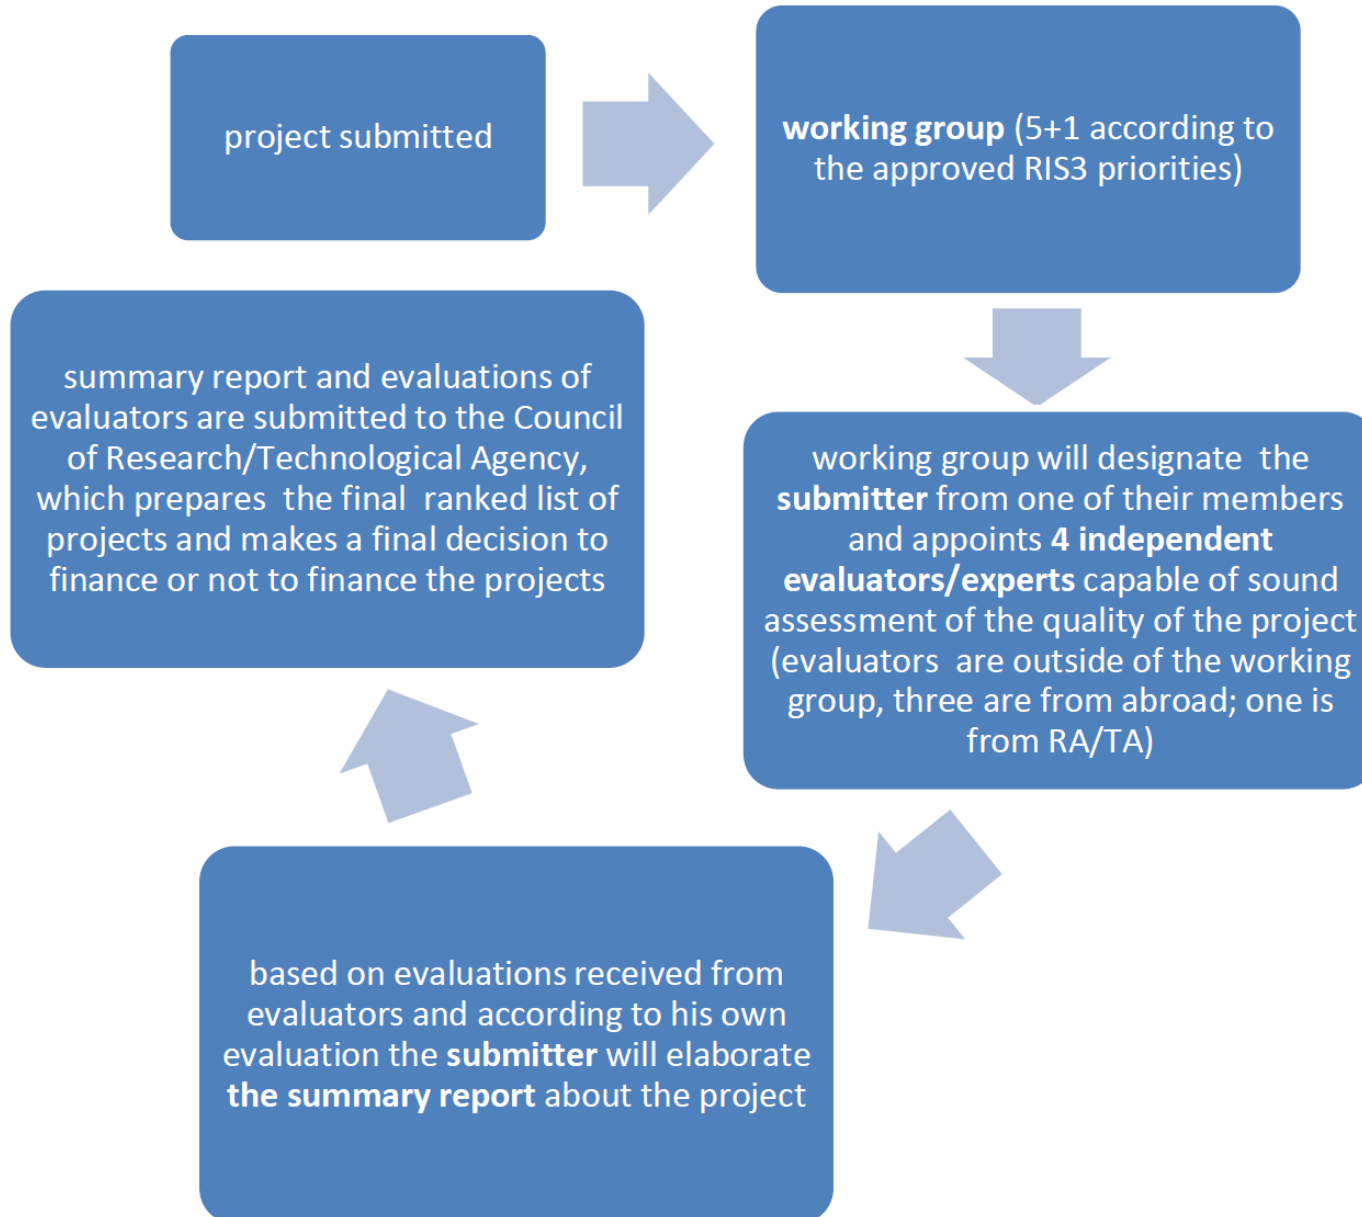 project submitted
working group (5+1 according to
the approved RIS3 priorities)
working group will designate  the
submitter from one of their members
and appoints 4 independent
evaluators/experts capable of sound
assessment of the quality of the project
(evaluators  are outside of the working
group, three are from abroad; one is
from RA/TA)
based on evaluations received from
evaluators and according to his own
evaluation the submitter will elaborate
the summary report about the project
summary report and evaluations of
evaluators are submitted to the Council
of Research/Technological Agency,
which prepares  the final  ranked list of
projects and makes a final decision to
finance or not to finance the projects